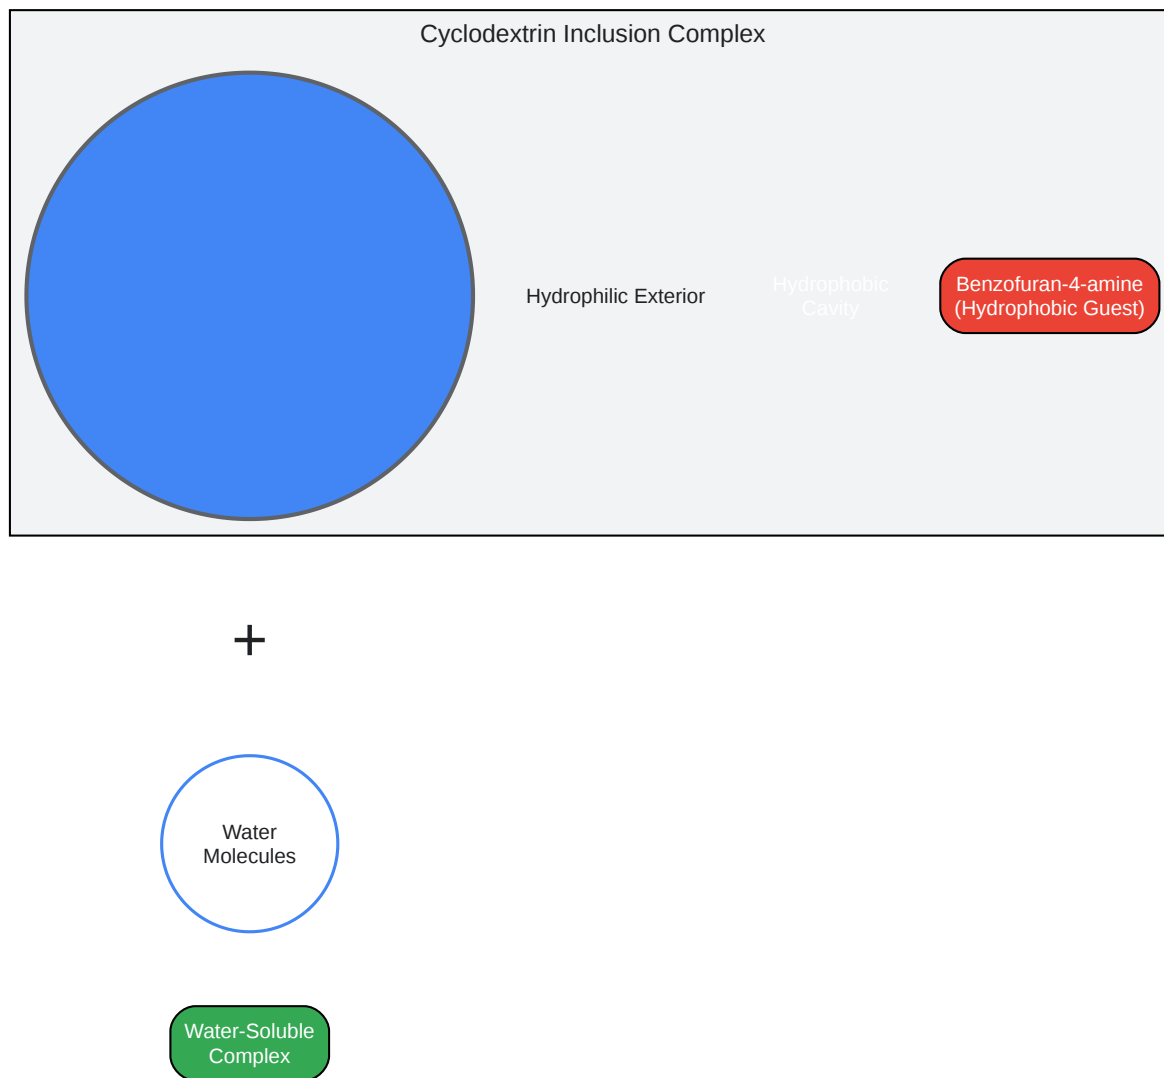 Cyclodextrin Inclusion Complex
Hydrophilic Exterior
Hydrophobic
Cavity
Benzofuran-4-amine
(Hydrophobic Guest)
+
Water
Molecules
Water-Soluble
Complex